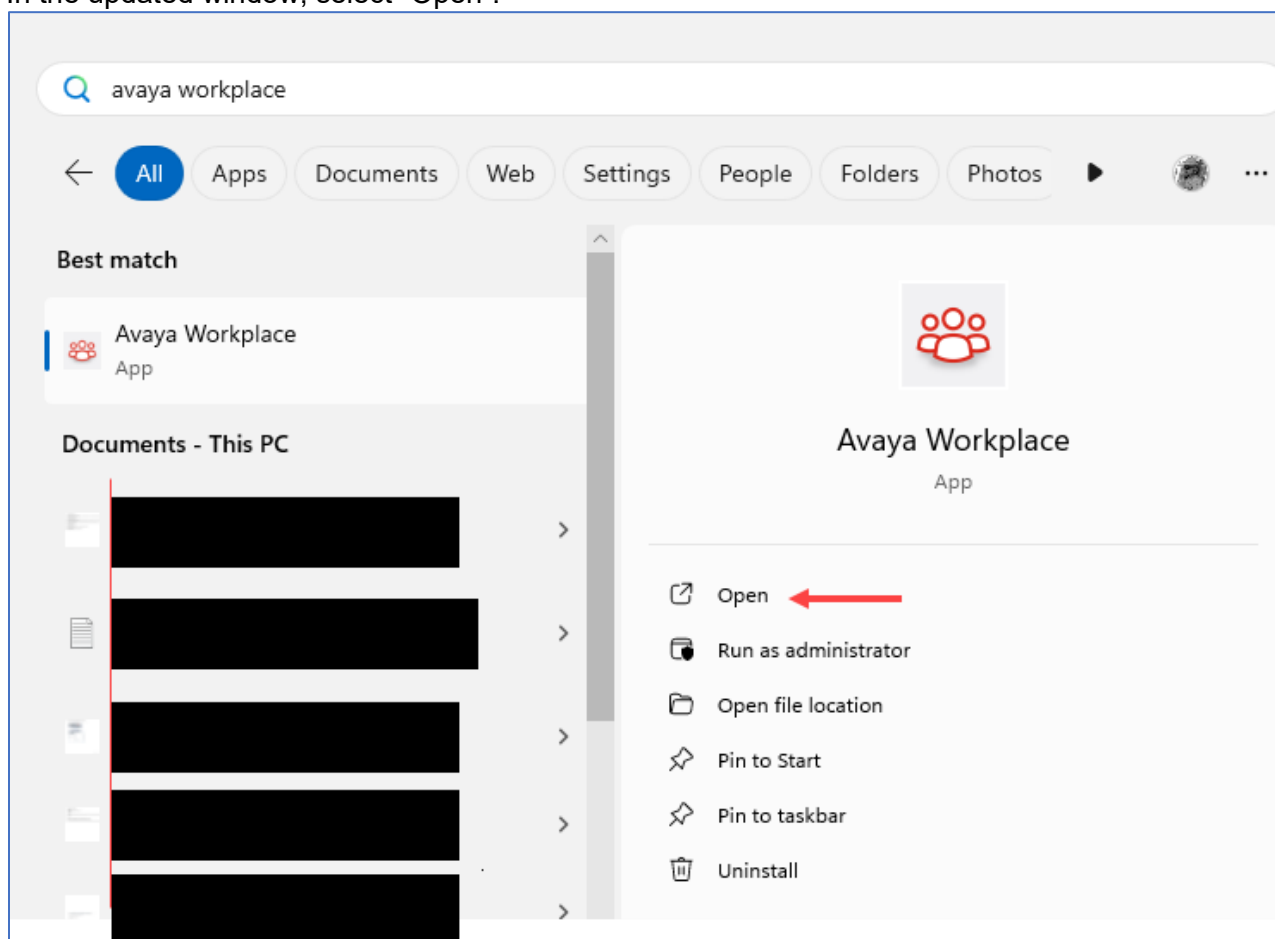 In the updated window, select "Open".
avaya workplace
All Apps Documents Web Settings People Folders Photos
Best match
Avaya Workplace
App
Documents - This PC
Avaya Workplace
App
Open
Run as administrator
Open file location
Pin to Start
Pin to taskbar
Uninstall